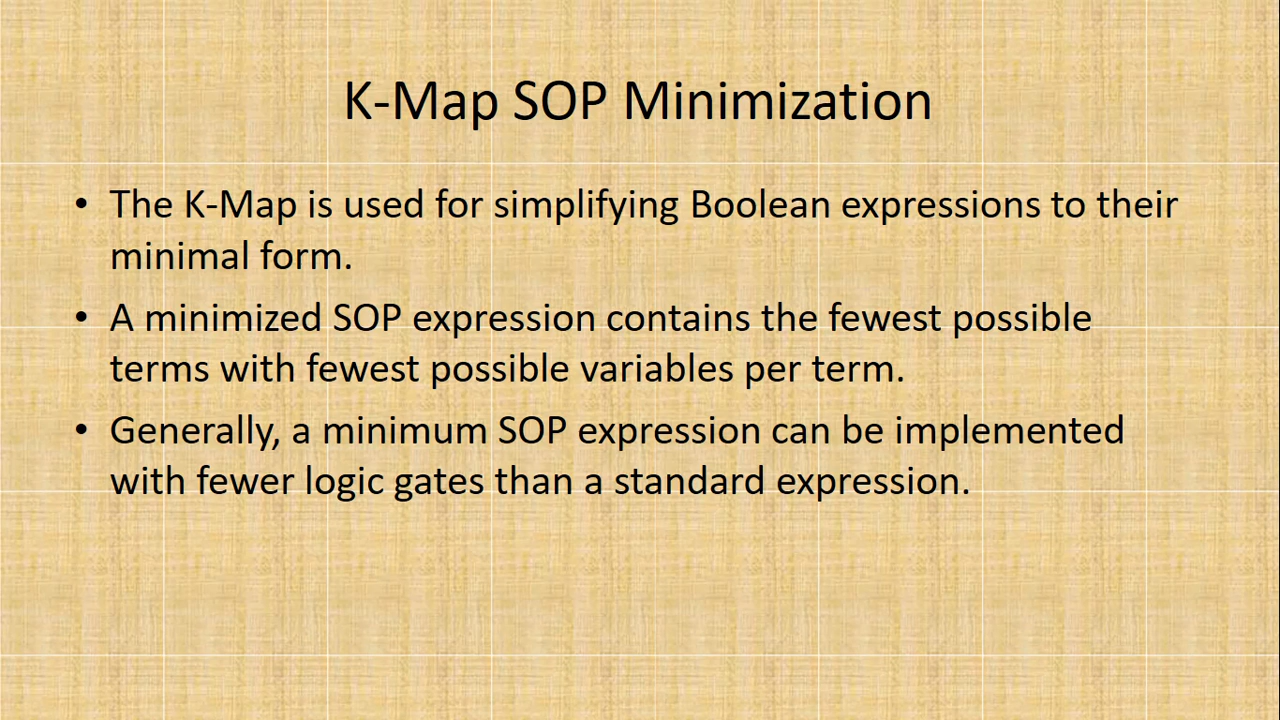 K-Map SOP Minimization
• The K-Map is used for simplifying Boolean expressions to their
minimal form.
• A minimized SOP expression contains the fewest possible
terms with fewest possible variables per term.
• Generally, a minimum SOP expression can be implemented
with fewer logic gates than a standard expression.